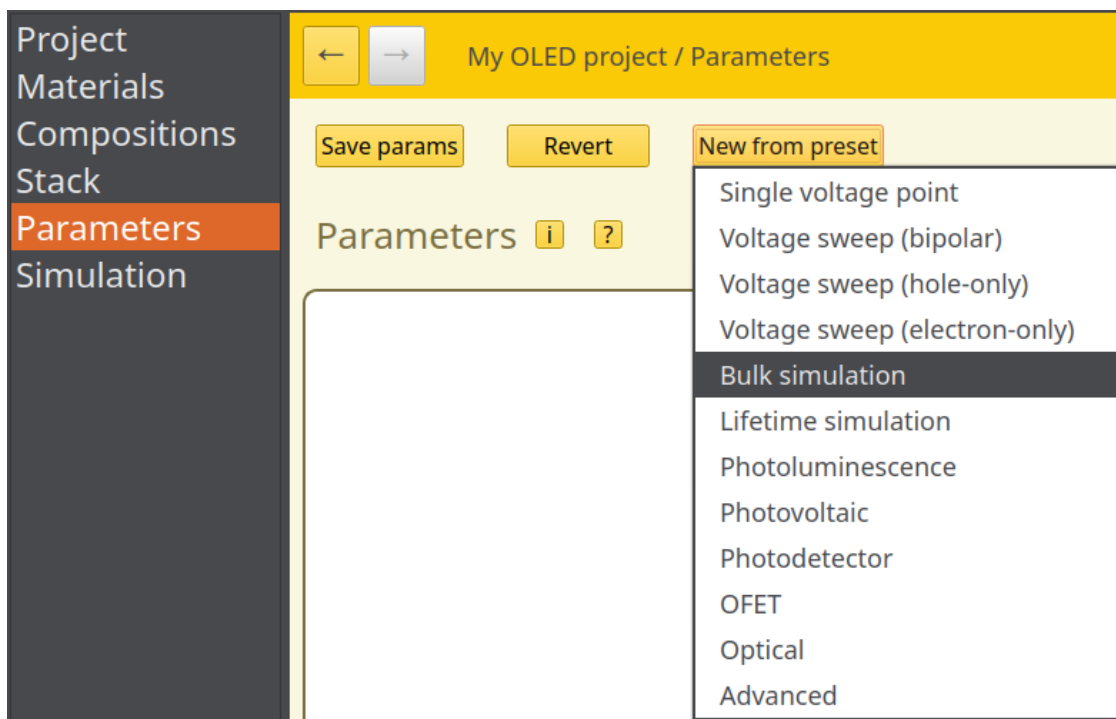 Project
Materials
Compositions
Stack
Parameters
Simulation
← → My OLED project / Parameters
Save params Revert New from preset
Parameters i ?
Single voltage point
Voltage sweep (bipolar)
Voltage sweep (hole-only)
Voltage sweep (electron-only)
Bulk simulation
Lifetime simulation
Photoluminescence
Photovoltaic
Photodetector
OFET
Optical
Advanced